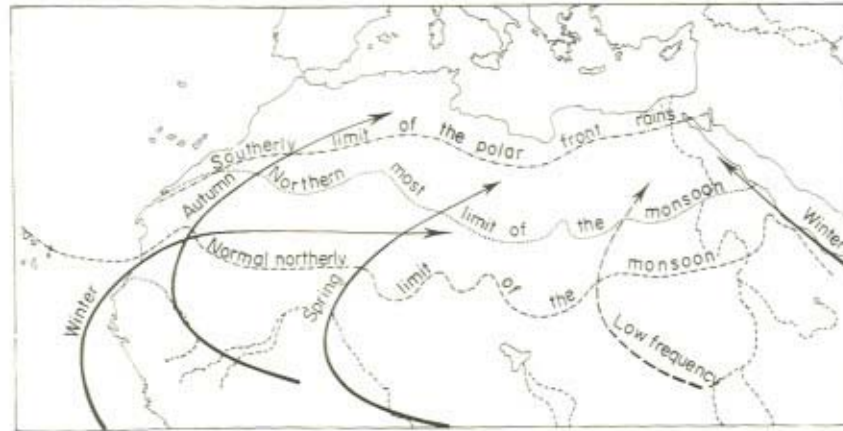 Southerly limit of the polar front rains
Autumn
Northern most limit of the monsoon
Winter
Normal northerly limit of the monsoon
Spring
Winter
Low frequency